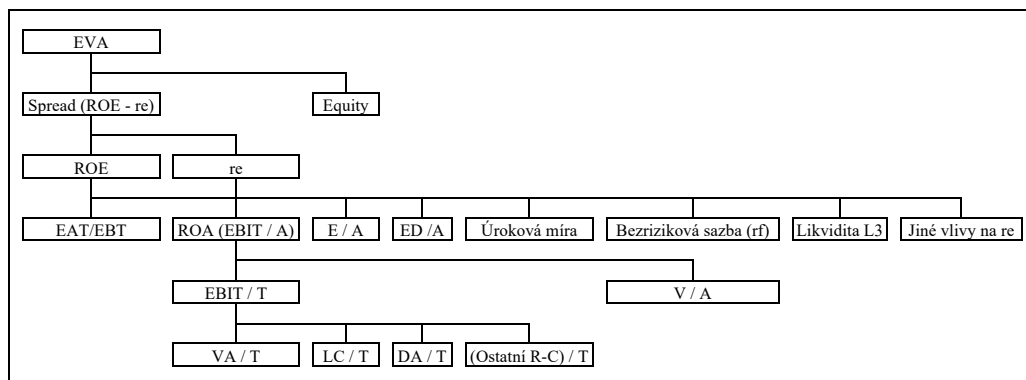 EVA
Spread (ROE - re)
Equity
ROE
re
EAT/EBT
ROA (EBIT / A)
E / A
ED /A
Úroková míra
Bezriziková sazba (rf)
Likvidita L3
Jiné vlivy na re
EBIT / T
V / A
VA / T
LC / T
DA / T
(Ostatní R-C) / T